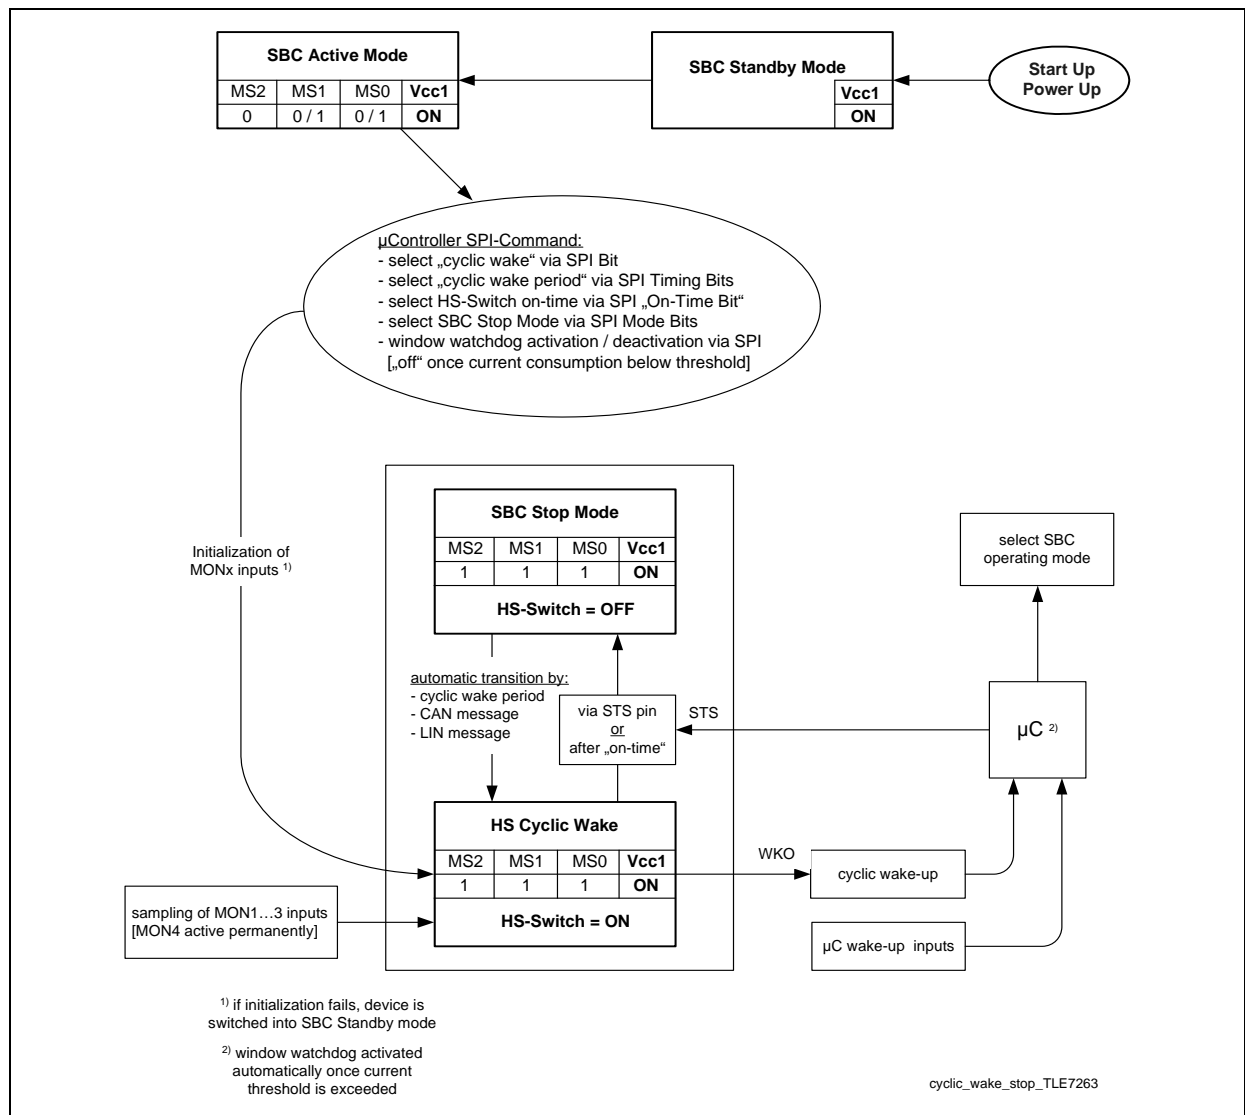 SBC Active Mode
MS2 MS1 MS0 Vcc1
0 0 / 1 0 / 1 ON
SBC Standby Mode
Vcc1
ON
Start Up
Power Up
µController SPI-Command:
- select „cyclic wake“ via SPI Bit
- select „cyclic wake period“ via SPI Timing Bits
- select HS-Switch on-time via SPI „On-Time Bit“
- select SBC Stop Mode via SPI Mode Bits
- window watchdog activation / deactivation via SPI
[„off“ once current consumption below threshold]
Initialization of
MONx inputs 1)
SBC Stop Mode
MS2 MS1 MS0 Vcc1
1 1 1 ON
HS-Switch = OFF
automatic transition by:
- cyclic wake period
- CAN message
- LIN message
via STS pin
or
after „on-time“
STS
select SBC
operating mode
µC 2)
HS Cyclic Wake
MS2 MS1 MS0 Vcc1
1 1 1 ON
HS-Switch = ON
WKO
cyclic wake-up
µC wake-up inputs
sampling of MON1...3 inputs
[MON4 active permanently]
1) if initialization fails, device is
switched into SBC Standby mode
2) window watchdog activated
automatically once current
threshold is exceeded
cyclic_wake_stop_TLE7263